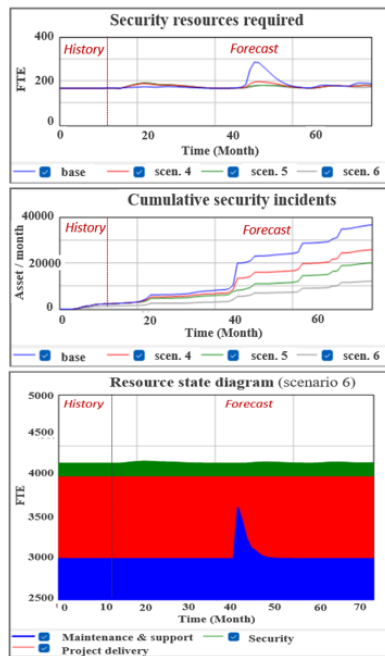 Security resources required
400
History
Forecast
FTE
200
0
0 20 40 60
Time (Month)
base scen. 4 scen. 5 scen. 6
Cumulative security incidents
40000
History
Forecast
Asset / month
20000
0
0 20 40 60
Time (Month)
base scen. 4 scen. 5 scen. 6
Resource state diagram (scenario 6)
5000
History
Forecast
4500
4000
FTE
3500
3000
2500
0 10 20 30 40 50 60 70
Time (Month)
Maintenance & support Security
Project delivery